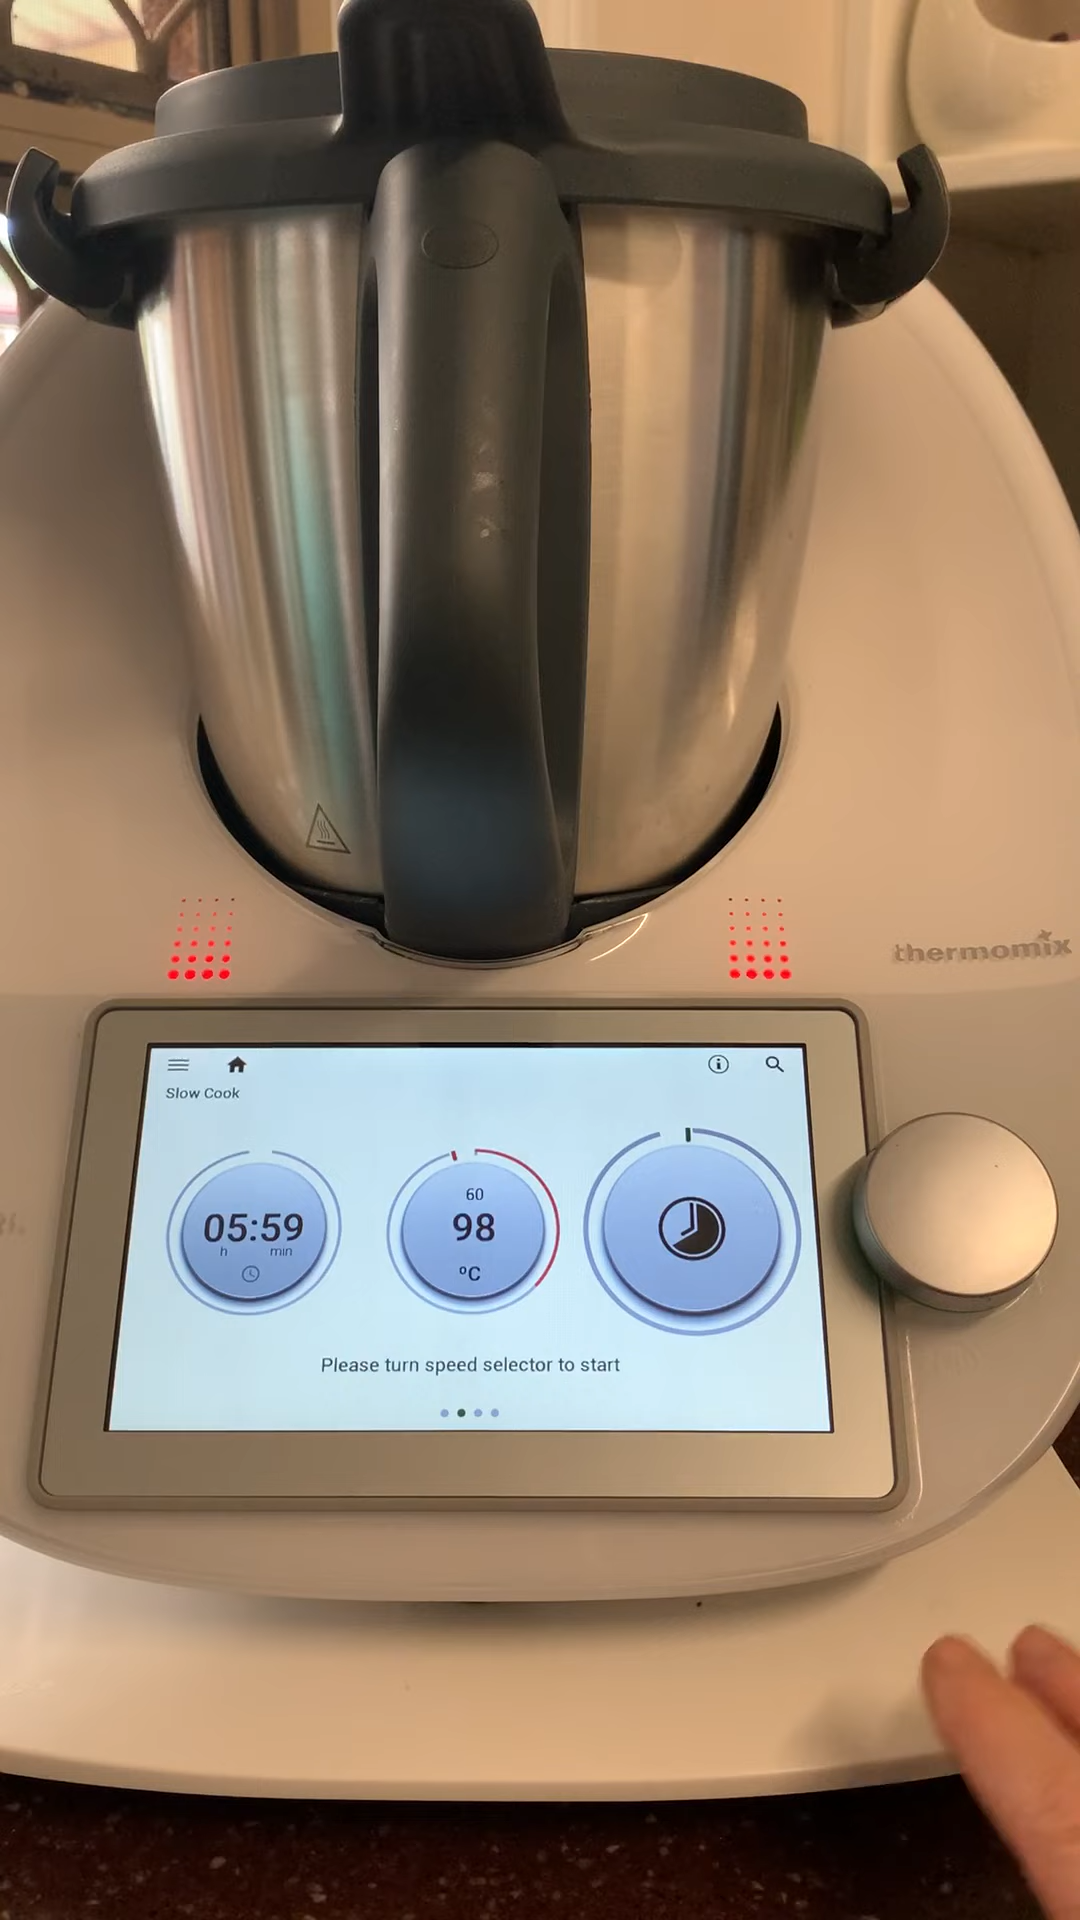 thermomix
Slow Cook
05:59
h min
60
98
°C
Please turn speed selector to start